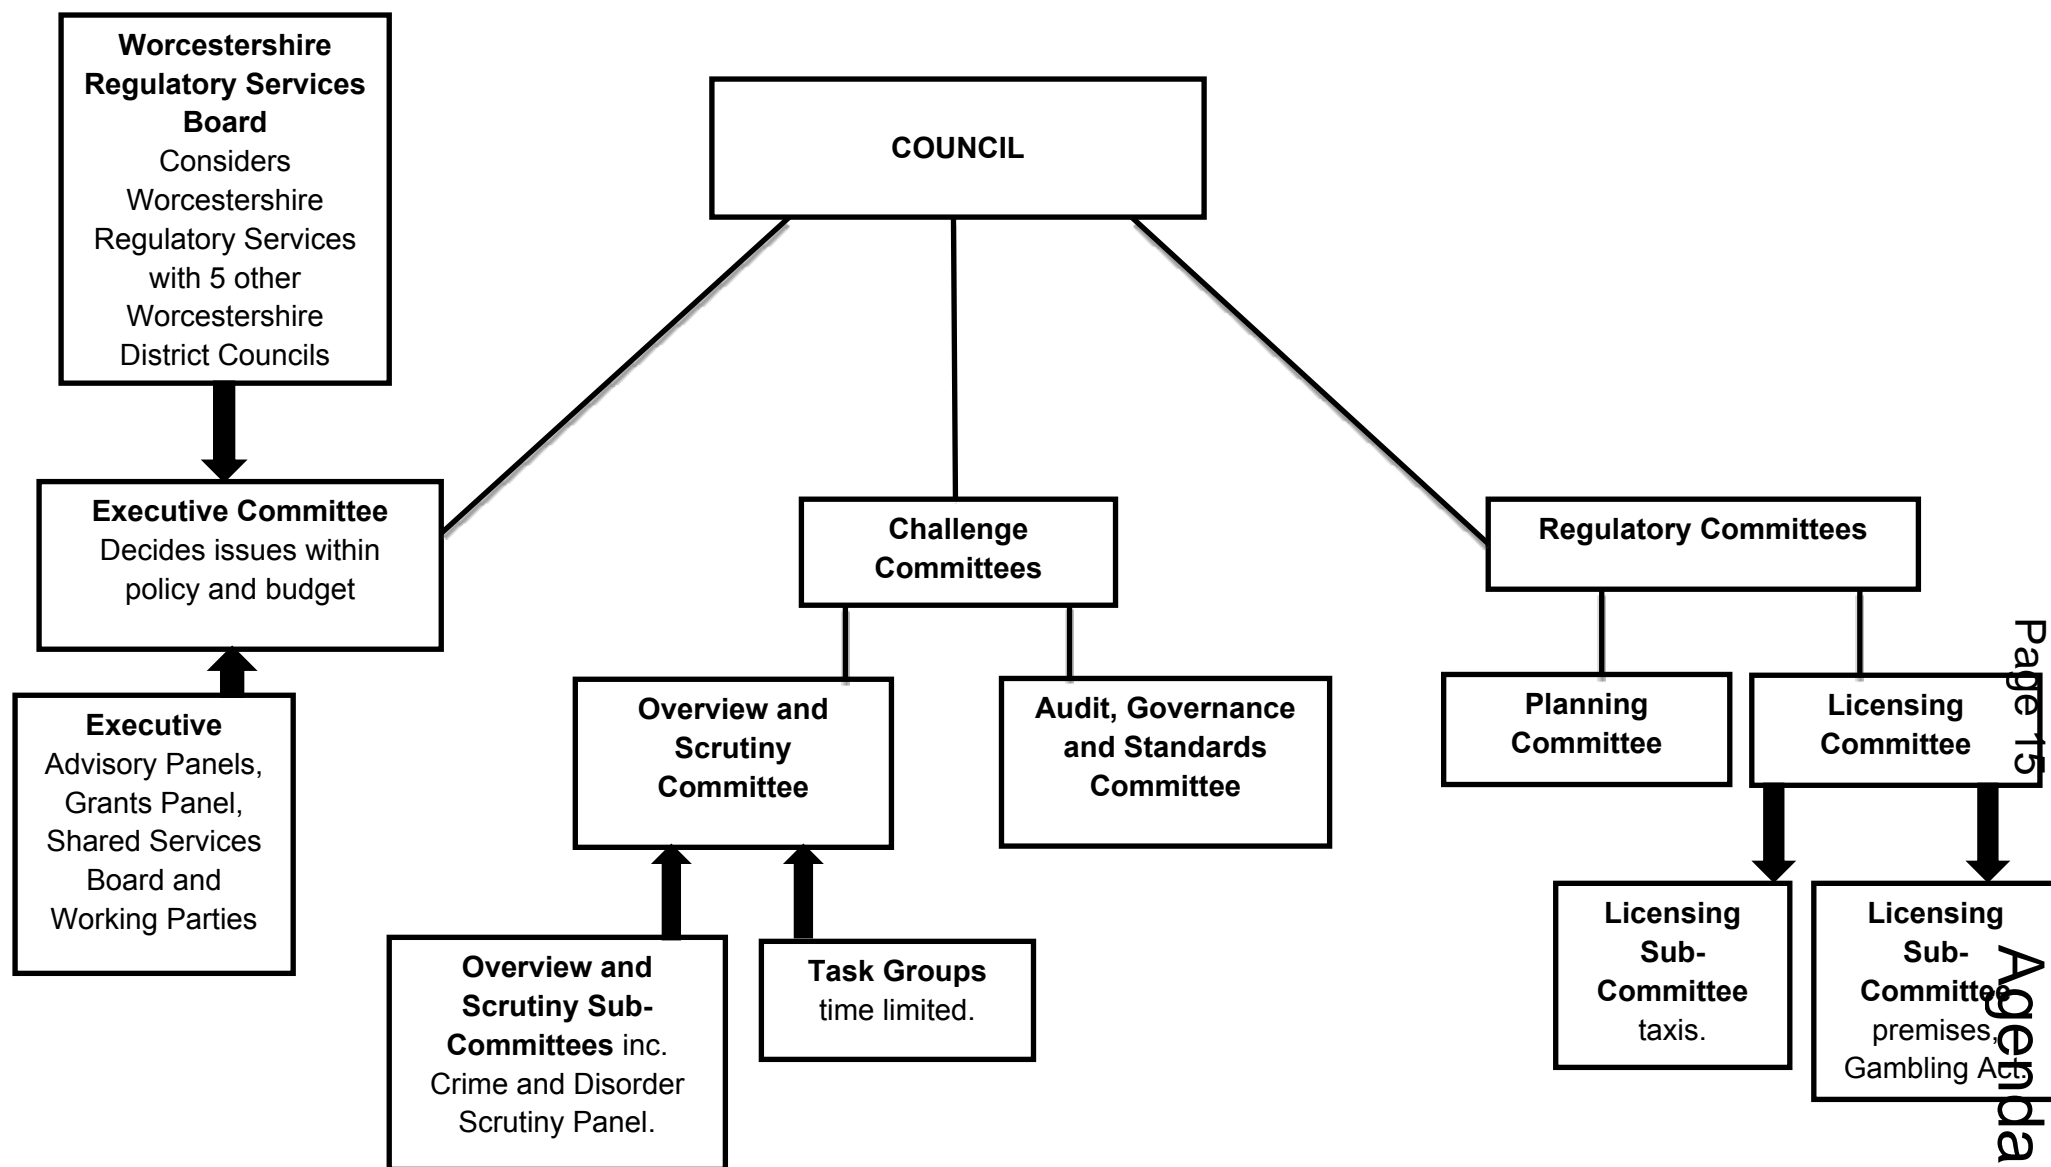 Worcestershire
Regulatory Services
Board
Considers
Worcestershire
Regulatory Services
with 5 other
Worcestershire
District Councils
COUNCIL
Executive Committee
Decides issues within
policy and budget
Challenge
Committees
Regulatory Committees
Executive
Advisory Panels,
Grants Panel,
Shared Services
Board and
Working Parties
Overview and
Scrutiny
Committee
Audit, Governance
and Standards
Committee
Planning
Committee
Licensing
Committee
Overview and
Scrutiny Sub-
Committees inc.
Crime and Disorder
Scrutiny Panel.
Task Groups
time limited.
Licensing
Sub-
Committee
taxis.
Licensing
Sub-
Committee
premises,
Gambling Act.
Page 15
Agenda